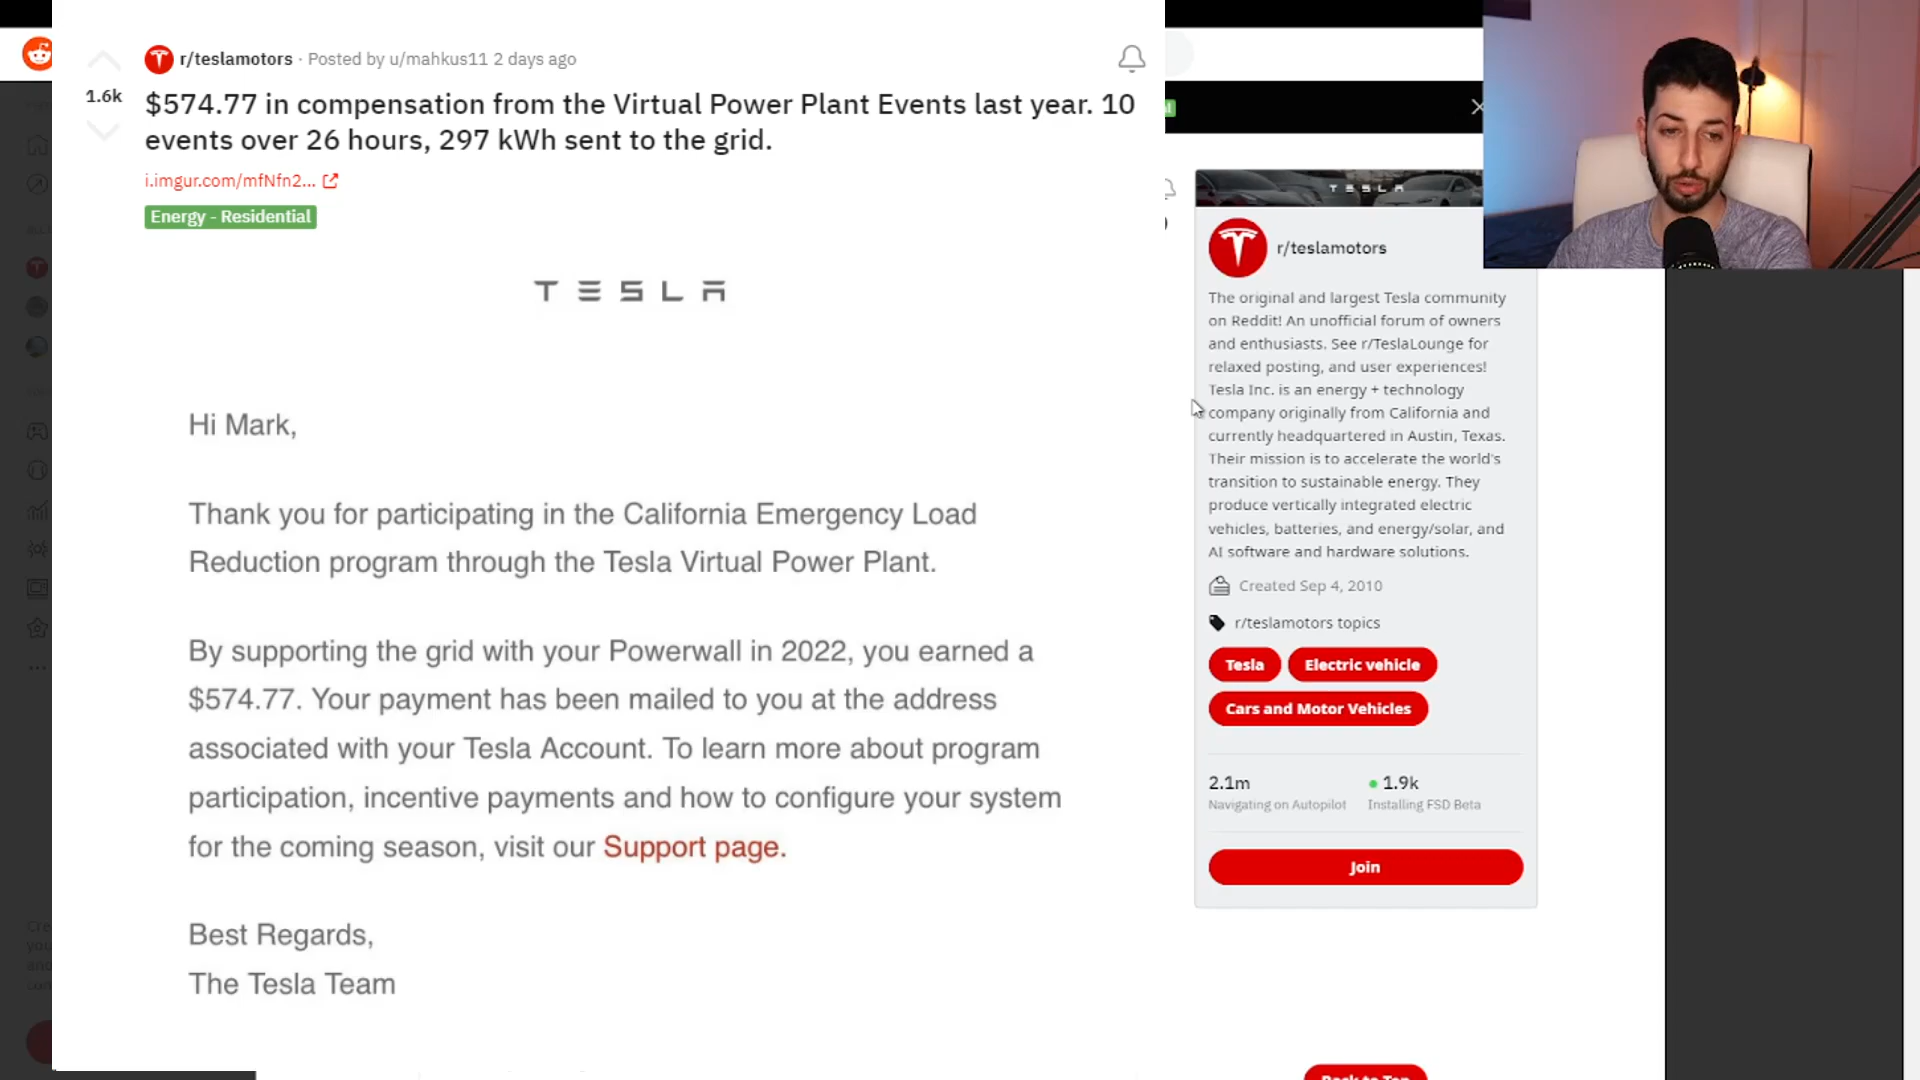 r/teslamotors · Posted by u/mahkus11 2 days ago
1.6k
$574.77 in compensation from the Virtual Power Plant Events last year. 10
events over 26 hours, 297 kWh sent to the grid.
i.imgur.com/mfNfn2...
Energy - Residential
TESLA
Hi Mark,
Thank you for participating in the California Emergency Load
Reduction program through the Tesla Virtual Power Plant.
By supporting the grid with your Powerwall in 2022, you earned a
$574.77. Your payment has been mailed to you at the address
associated with your Tesla Account. To learn more about program
participation, incentive payments and how to configure your system
for the coming season, visit our Support page.
Best Regards,
The Tesla Team
TESLA
r/teslamotors
The original and largest Tesla community
on Reddit! An unofficial forum of owners
and enthusiasts. See r/TeslaLounge for
relaxed posting, and user experiences!
Tesla Inc. is an energy + technology
company originally from California and
currently headquartered in Austin, Texas.
Their mission is to accelerate the world's
transition to sustainable energy. They
produce vertically integrated electric
vehicles, batteries, and energy/solar, and
AI software and hardware solutions.
Created Sep 4, 2010
r/teslamotors topics
Tesla
Electric vehicle
Cars and Motor Vehicles
2.1m
1.9k
Navigating on Autopilot
Installing FSD Beta
Join
Back to Top